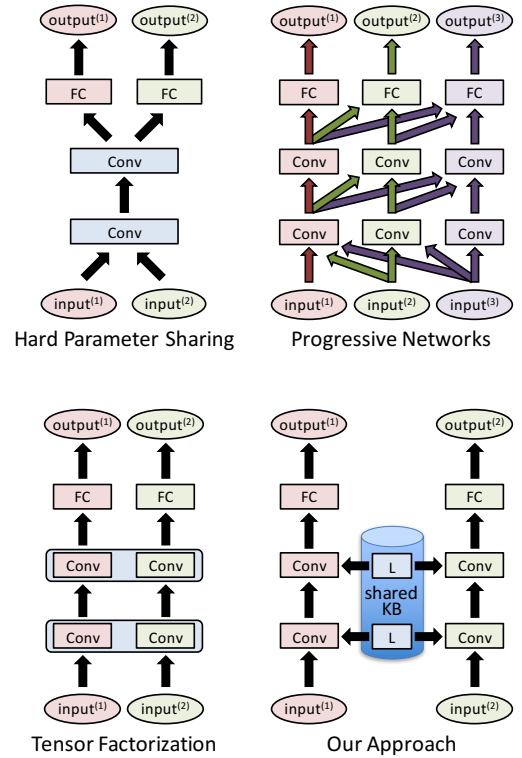 output(1) output(2)
FC FC
Conv
Conv
input(1) input(2)
Hard Parameter Sharing
output(1) output(2) output(3)
FC FC FC
Conv Conv Conv
Conv Conv Conv
input(1) input(2) input(3)
Progressive Networks
output(1) output(2)
FC FC
Conv Conv
Conv Conv
input(1) input(2)
Tensor Factorization
output(1) output(2)
FC FC
Conv L Conv
shared
KB
Conv L Conv
input(1) input(2)
Our Approach